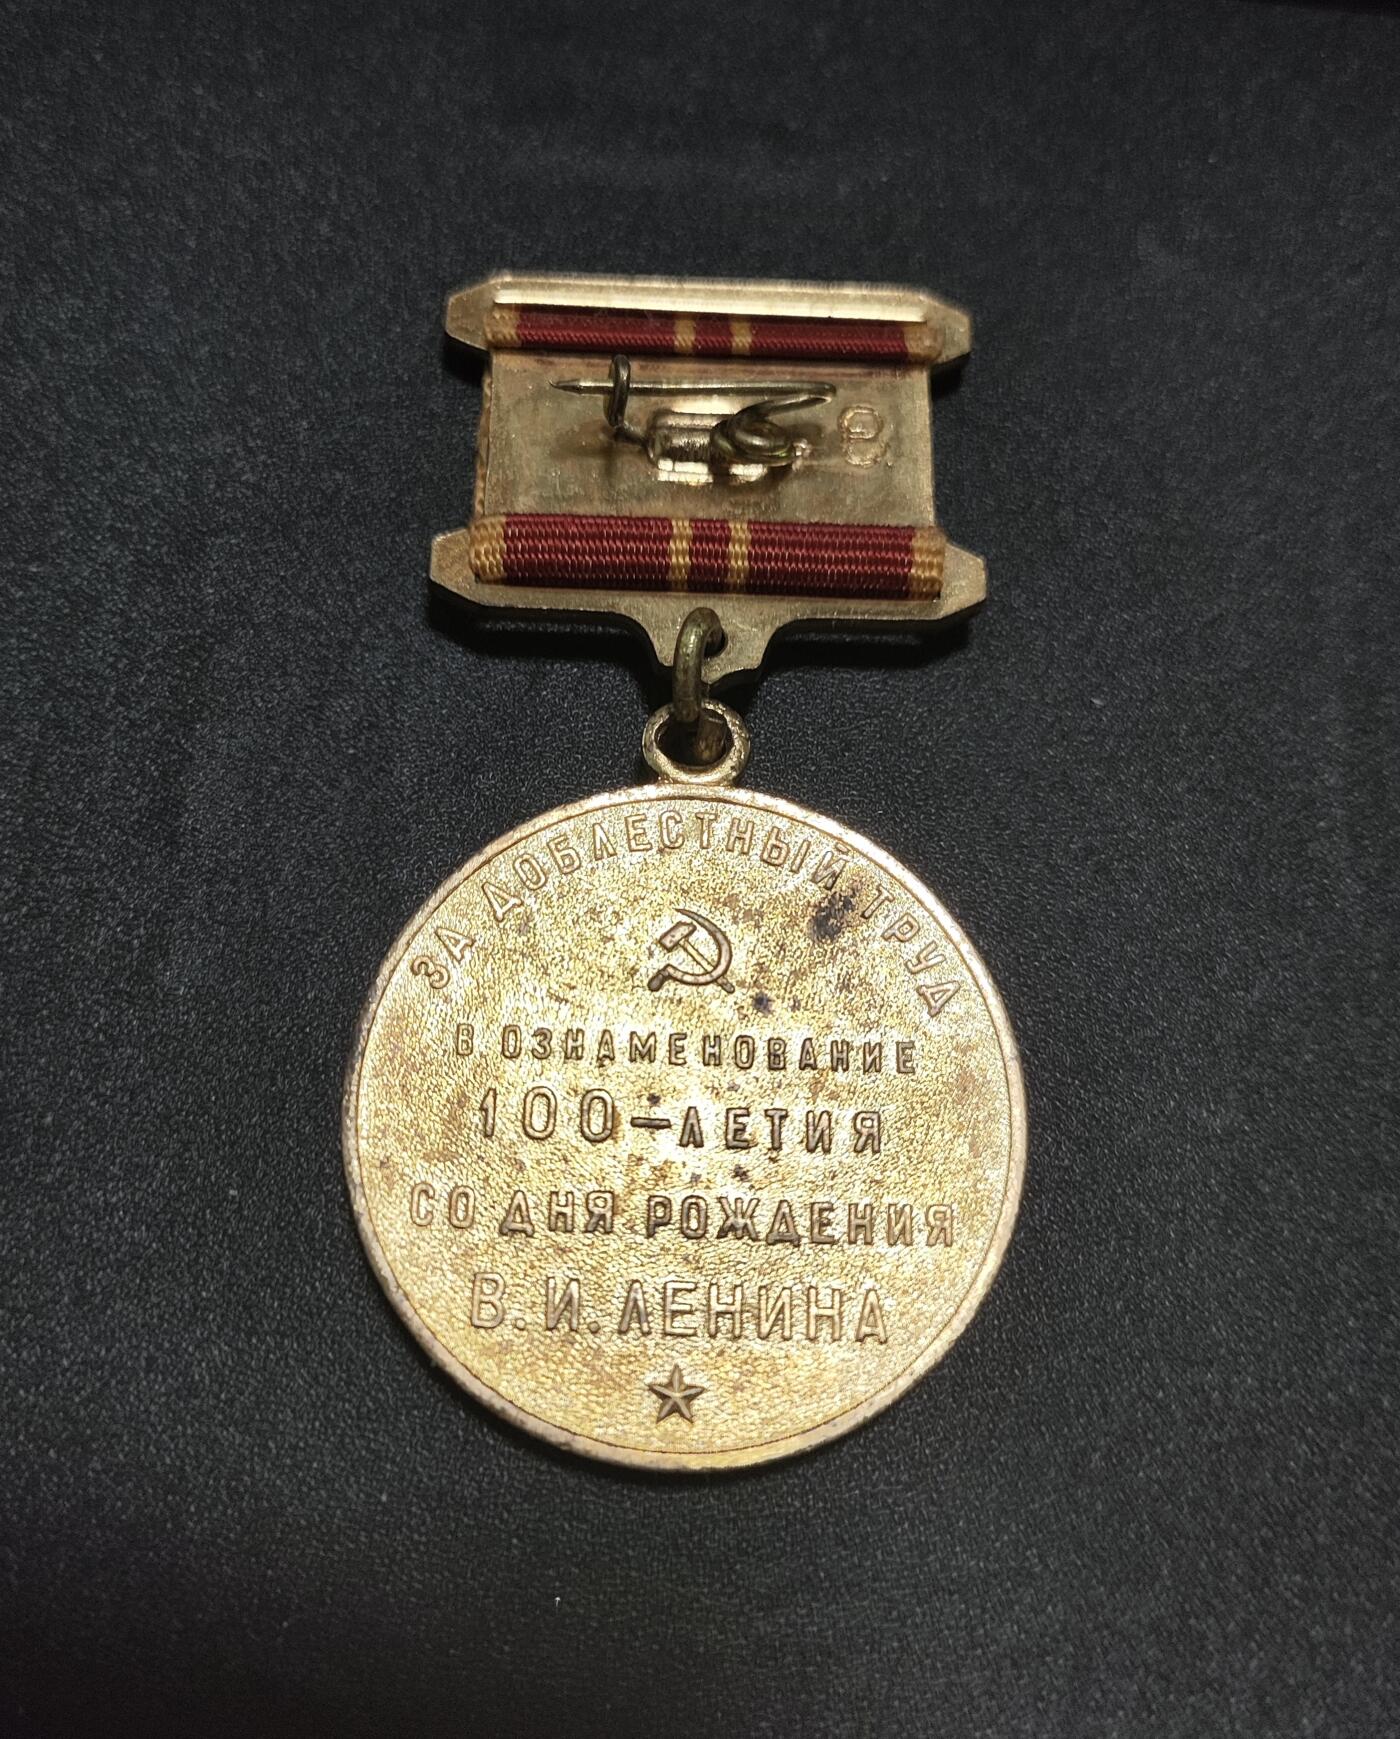 ЗА ДОБЛЕСТНЫЙ ТРУД
В ОЗНАМЕНОВАНИЕ
100-ЛЕТИЯ
СО ДНЯ РОЖДЕНИЯ
В. И. ЛЕНИНА